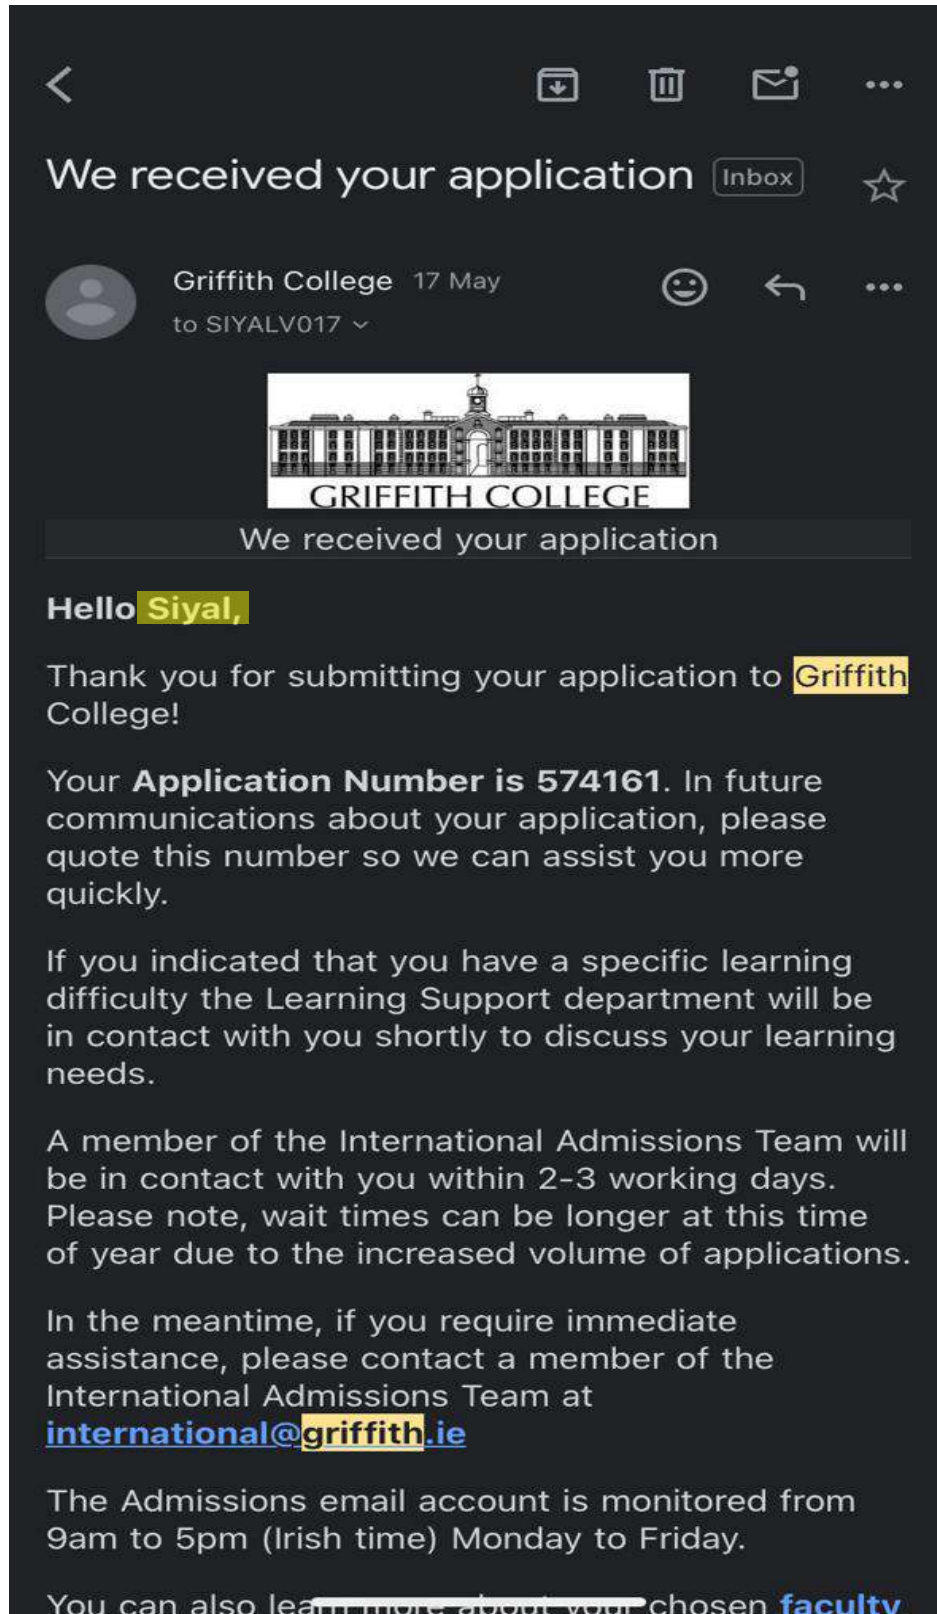 We received your application Inbox
Griffith College 17 May
to SIYALV017
GRIFFITH COLLEGE
We received your application
Hello Siyal,
Thank you for submitting your application to Griffith
College!
Your Application Number is 574161. In future
communications about your application, please
quote this number so we can assist you more
quickly.
If you indicated that you have a specific learning
difficulty the Learning Support department will be
in contact with you shortly to discuss your learning
needs.
A member of the International Admissions Team will
be in contact with you within 2-3 working days.
Please note, wait times can be longer at this time
of year due to the increased volume of applications.
In the meantime, if you require immediate
assistance, please contact a member of the
International Admissions Team at
international@griffith.ie
The Admissions email account is monitored from
9am to 5pm (Irish time) Monday to Friday.
You can also learn more about your chosen faculty